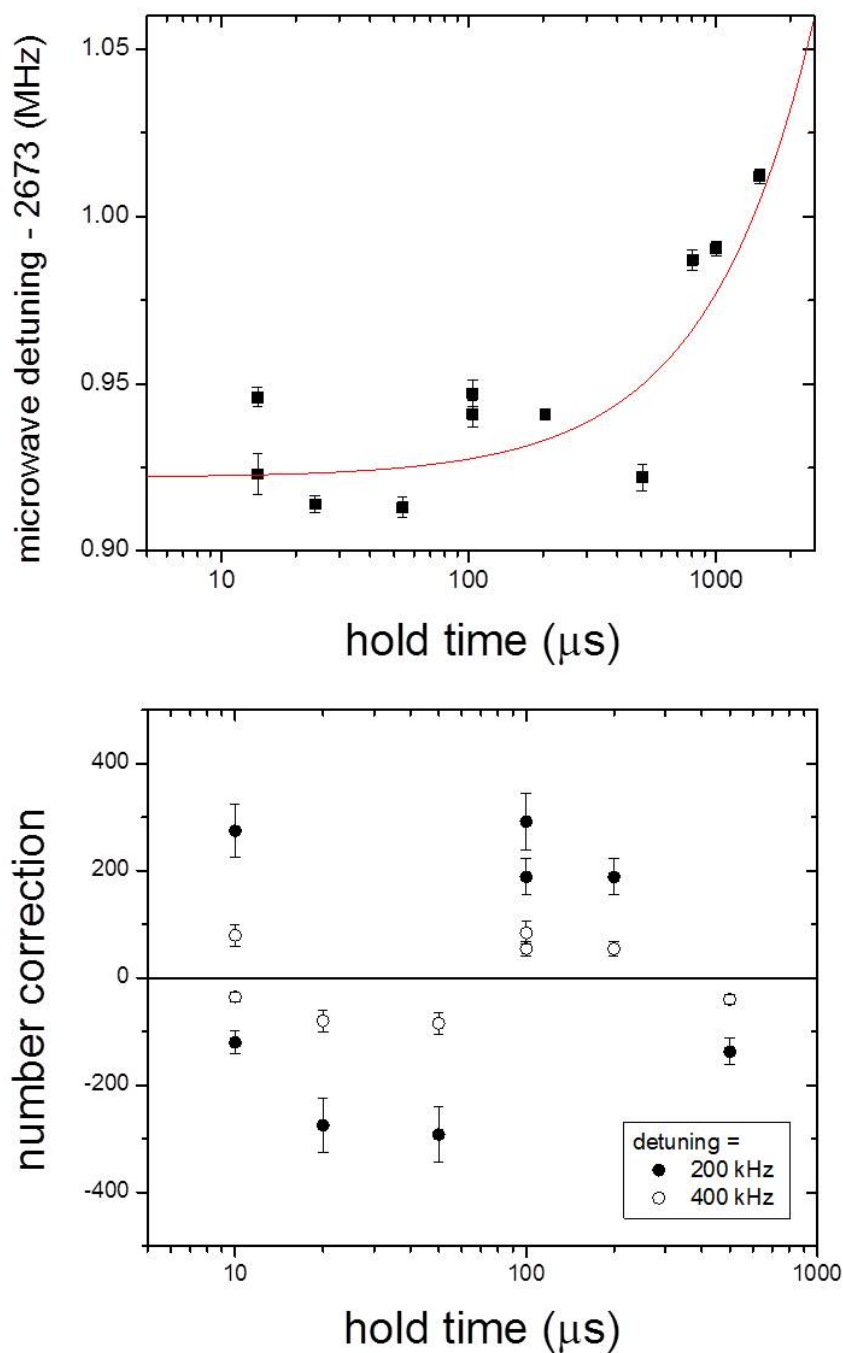 microwave detuning - 2673 (MHz)
1.05
1.00
0.95
0.90
10
100
1000
hold time (μs)
number correction
400
200
0
-200
-400
detuning =
200 kHz
400 kHz
10
100
1000
hold time (μs)